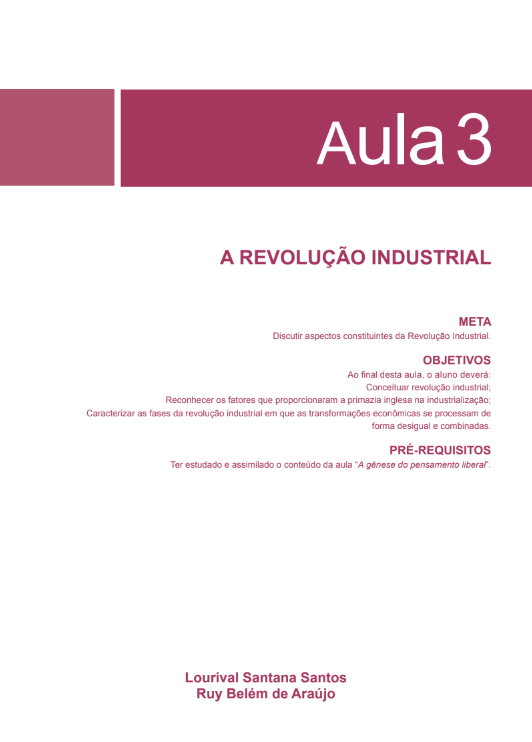 Aula 3
A REVOLUÇÃO INDUSTRIAL
META
Discutir aspectos constituintes da Revolução Industrial.
OBJETIVOS
Ao final desta aula, o aluno deverá:
Conceituar revolução industrial;
Reconhecer os fatores que proporcionaram a primazia inglesa na industrialização;
Caracterizar as fases da revolução industrial em que as transformações econômicas se processam de
forma desigual e combinadas.
PRÉ-REQUISITOS
Ter estudado e assimilado o conteúdo da aula “A gênese do pensamento liberal”.
Lourival Santana Santos
Ruy Belém de Araújo